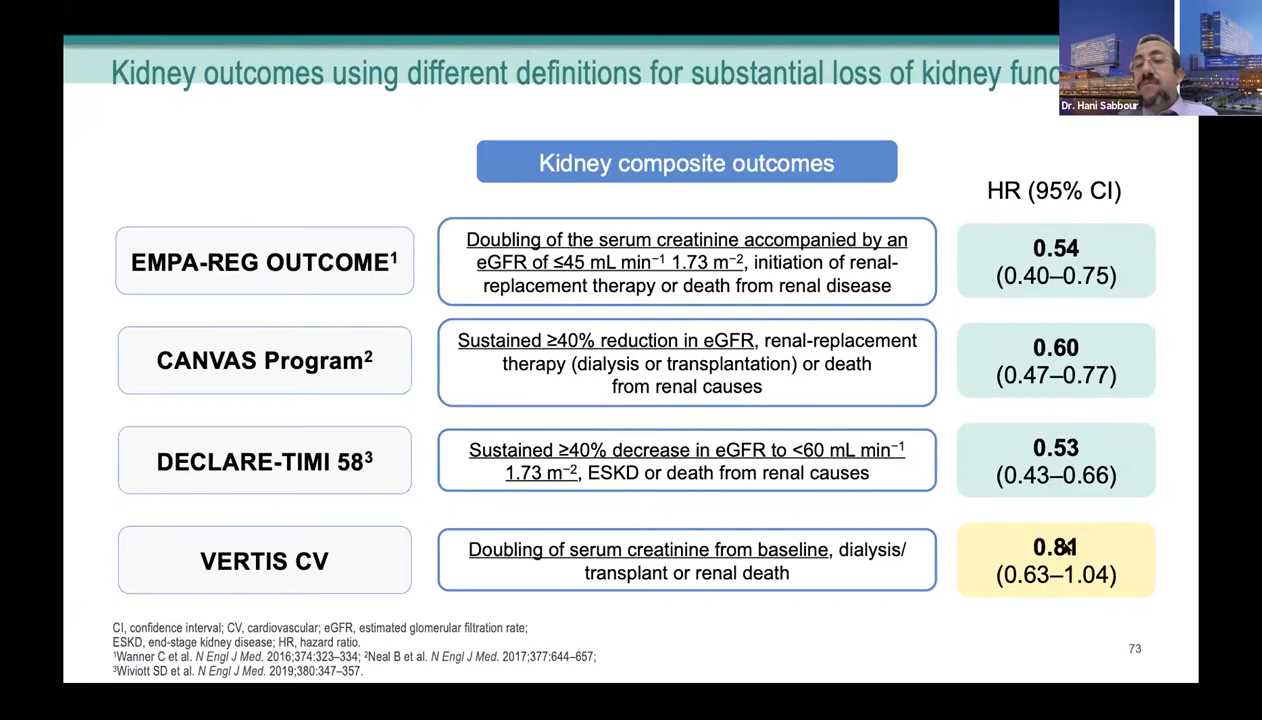 Kidney outcomes using different definitions for substantial loss of kidney func
Dr. Hani Sabbour
Kidney composite outcomes
HR (95% CI)
EMPA-REG OUTCOME¹
Doubling of the serum creatinine accompanied by an
eGFR of ≤45 mL min⁻¹ 1.73 m⁻², initiation of renal-
replacement therapy or death from renal disease
0.54
(0.40–0.75)
CANVAS Program²
Sustained ≥40% reduction in eGFR, renal-replacement
therapy (dialysis or transplantation) or death
from renal causes
0.60
(0.47–0.77)
DECLARE-TIMI 58³
Sustained ≥40% decrease in eGFR to <60 mL min⁻¹
1.73 m⁻², ESKD or death from renal causes
0.53
(0.43–0.66)
VERTIS CV
Doubling of serum creatinine from baseline, dialysis/
transplant or renal death
0.81
(0.63–1.04)
CI, confidence interval; CV, cardiovascular; eGFR, estimated glomerular filtration rate;
ESKD, end-stage kidney disease; HR, hazard ratio.
¹Wanner C et al. N Engl J Med. 2016;374:323–334; ²Neal B et al. N Engl J Med. 2017;377:644–657;
³Wiviott SD et al. N Engl J Med. 2019;380:347–357.
73